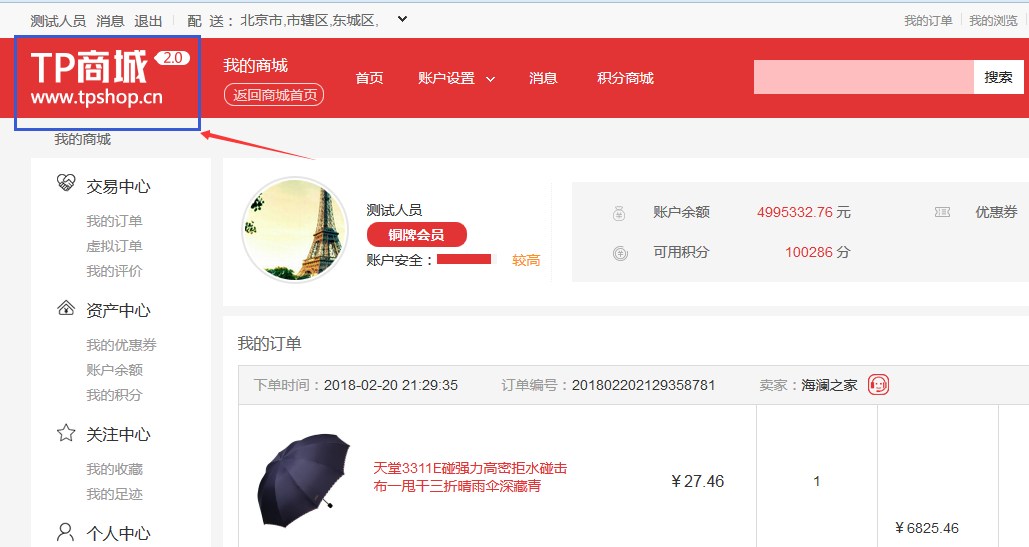 测试人员 消息 退出 配 送： 北京市,市辖区,东城区, 我的订单 我的浏览
TP商城 2.0
www.tpshop.cn
我的商城
返回商城首页
首页 账户设置 消息 积分商城
搜索
我的商城
交易中心
我的订单
虚拟订单
我的评价
资产中心
我的优惠券
账户余额
我的积分
关注中心
我的收藏
我的足迹
个人中心
测试人员
铜牌会员
账户安全： 较高
账户余额 4995332.76 元 优惠券
可用积分 100286 分
我的订单
下单时间：2018-02-20 21:29:35 订单编号：201802202129358781 卖家：海澜之家
天堂3311E碰强力高密拒水碰击
布一甩干三折晴雨伞深藏青
¥27.46 1
¥6825.46